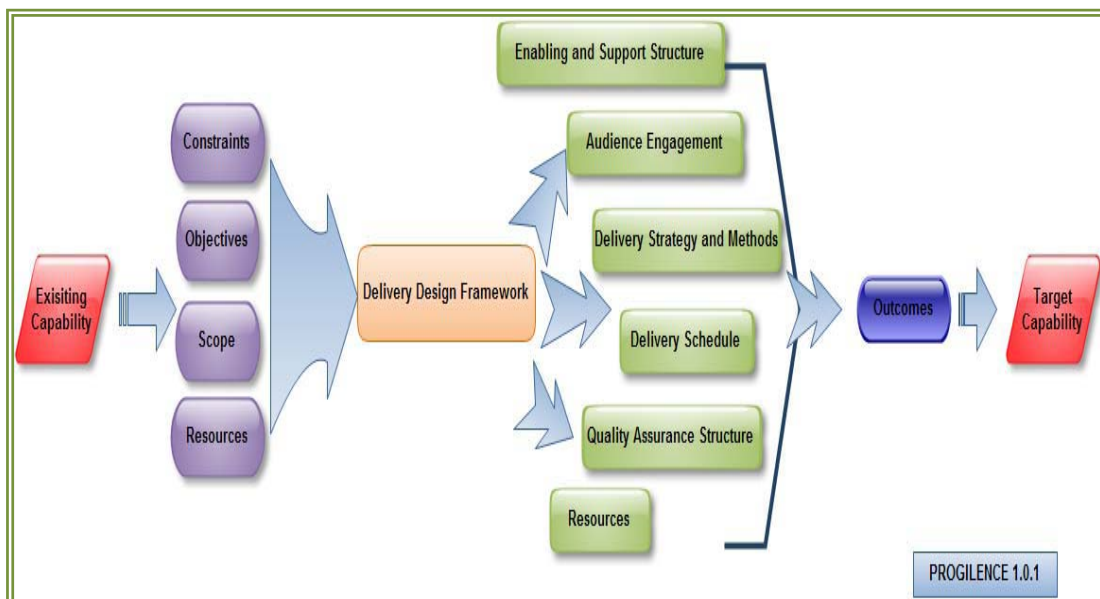 Exisiting
Capability
Constraints
Objectives
Scope
Resources
Delivery Design Framework
Enabling and Support Structure
Audience Engagement
Delivery Strategy and Methods
Delivery Schedule
Quality Assurance Structure
Resources
Outcomes
Target
Capability
PROGILENCE 1.0.1